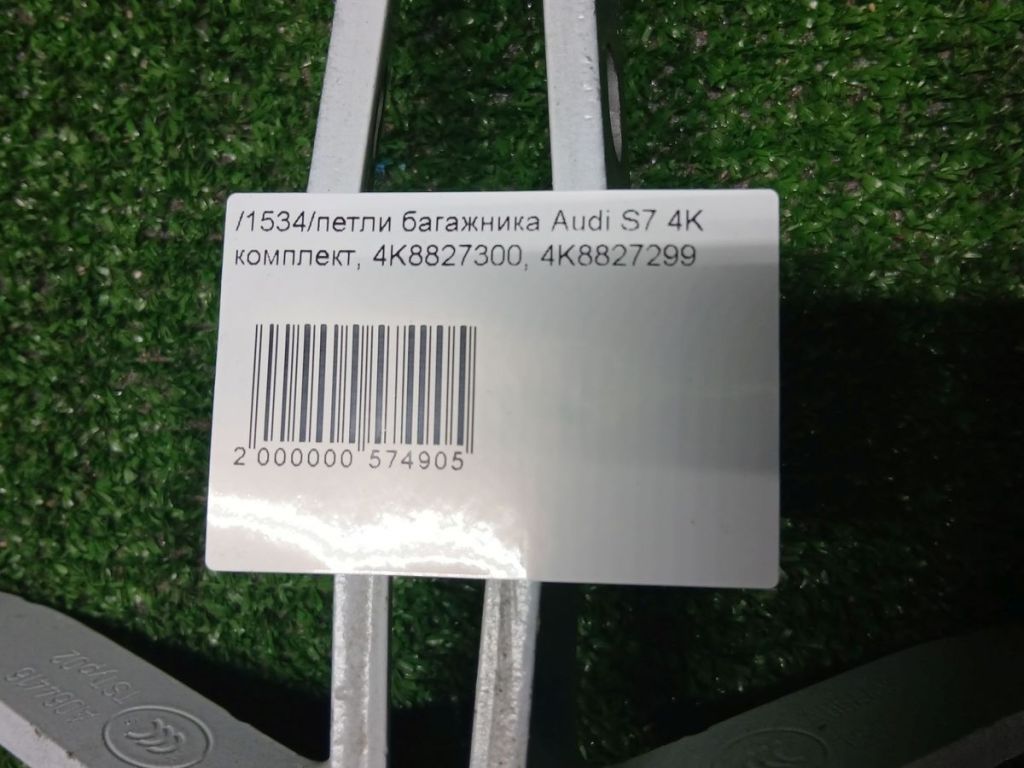 /1534/петли багажника Audi S7 4K
комплект, 4K8827300, 4K8827299
2 000000 574905